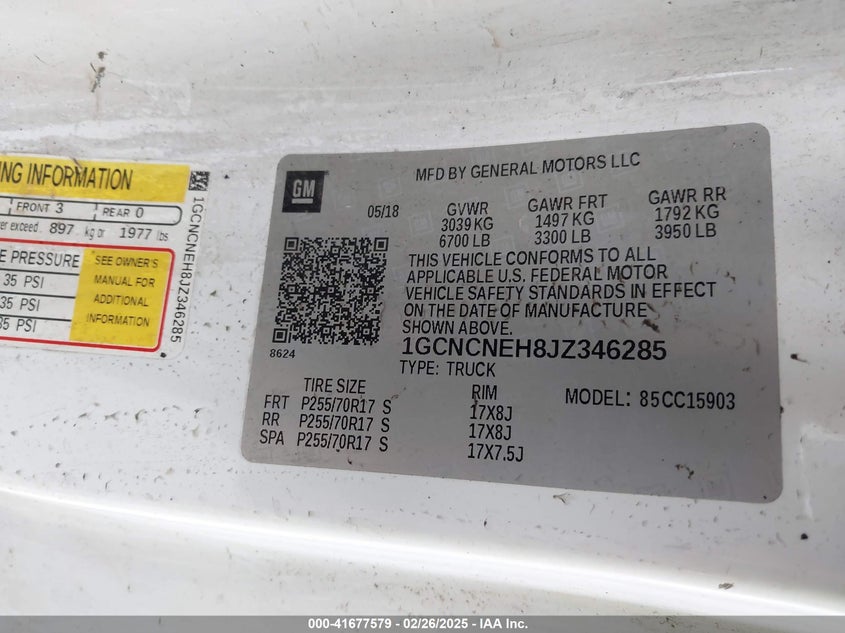 NG INFORMATION
FRONT 3 REAR 0
er exceed 897 kg or 1977 lbs
E PRESSURE
35 PSI
35 PSI
35 PSI
SEE OWNER'S
MANUAL FOR
ADDITIONAL
INFORMATION
1GCNCNEH8JZ346285
GM
MFD BY GENERAL MOTORS LLC
05/18 GVWR GAWR FRT GAWR RR
3039 KG 1497 KG 1792 KG
6700 LB 3300 LB 3950 LB
THIS VEHICLE CONFORMS TO ALL
APPLICABLE U.S. FEDERAL MOTOR
VEHICLE SAFETY STANDARDS IN EFFECT
ON THE DATE OF MANUFACTURE
SHOWN ABOVE.
8624
1GCNCNEH8JZ346285
TYPE: TRUCK
TIRE SIZE RIM MODEL: 85CC15903
FRT P255/70R17 S 17X8J
RR P255/70R17 S 17X8J
SPA P255/70R17 S 17X7.5J
000-41677579 / 02/26/2025 - IAA Inc.